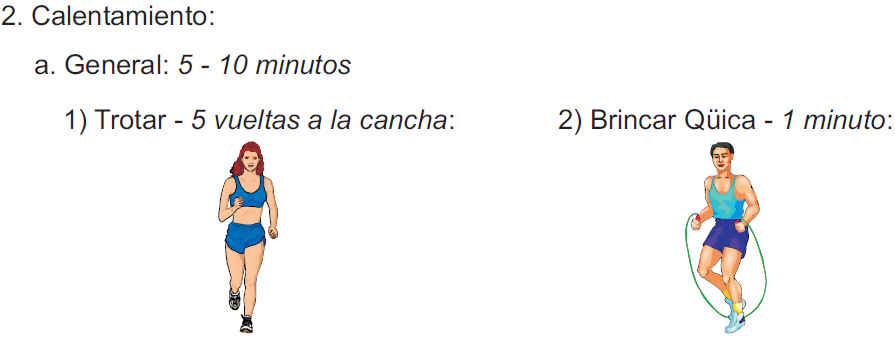 2. Calentamiento:
a. General: 5 - 10 minutos
1) Trotar - 5 vueltas a la cancha:
2) Brincar Qüica - 1 minuto: